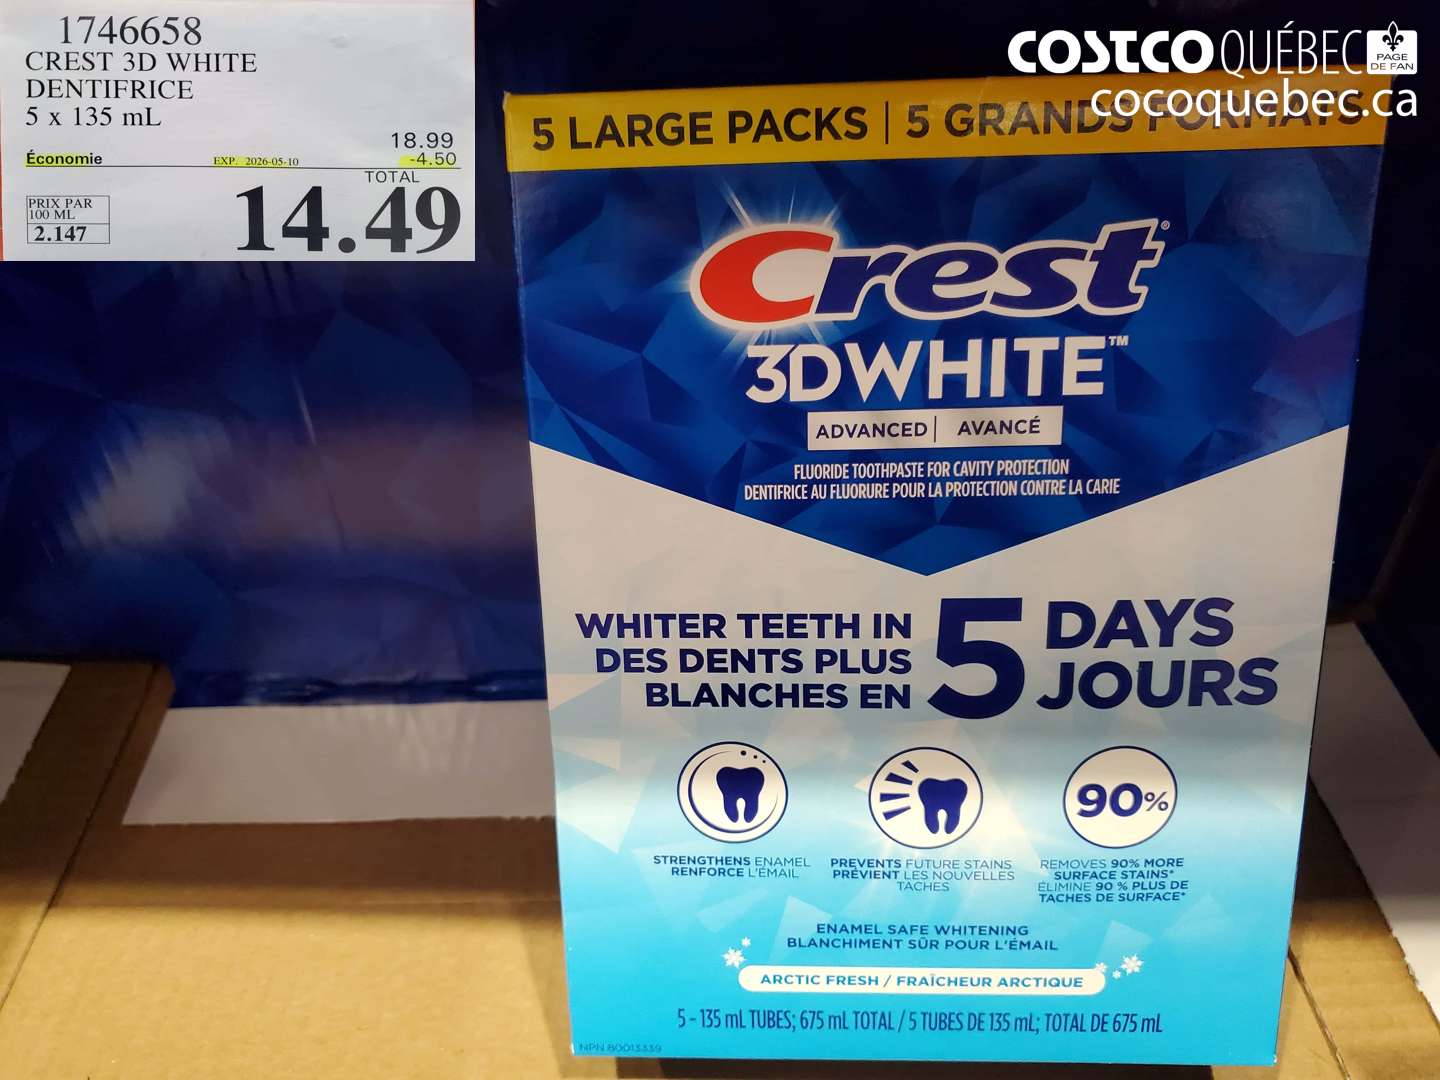 1746658
CREST 3D WHITE
DENTIFRICE
5 x 135 mL
18.99
Économie EXP. 2026-05-10 -4.50
TOTAL
14.49
PRIX PAR
100 ML
2.147
COSTCO QUÉBEC
PAGE
DE FAN
cocoquebec.ca
5 LARGE PACKS | 5 GRANDS FORMATS
Crest®
3DWHITE™
ADVANCED | AVANCÉ
FLUORIDE TOOTHPASTE FOR CAVITY PROTECTION
DENTIFRICE AU FLUORURE POUR LA PROTECTION CONTRE LA CARIE
WHITER TEETH IN
DES DENTS PLUS
BLANCHES EN
5 DAYS
JOURS
STRENGTHENS ENAMEL
RENFORCE L'ÉMAIL
PREVENTS FUTURE STAINS
PRÉVIENT LES NOUVELLES
TACHES
90%
REMOVES 90% MORE
SURFACE STAINS*
ÉLIMINE 90 % PLUS DE
TACHES DE SURFACE*
ENAMEL SAFE WHITENING
BLANCHIMENT SÛR POUR L'ÉMAIL
ARCTIC FRESH / FRAÎCHEUR ARCTIQUE
5 - 135 mL TUBES; 675 mL TOTAL / 5 TUBES DE 135 mL; TOTAL DE 675 mL
NPN 80013339